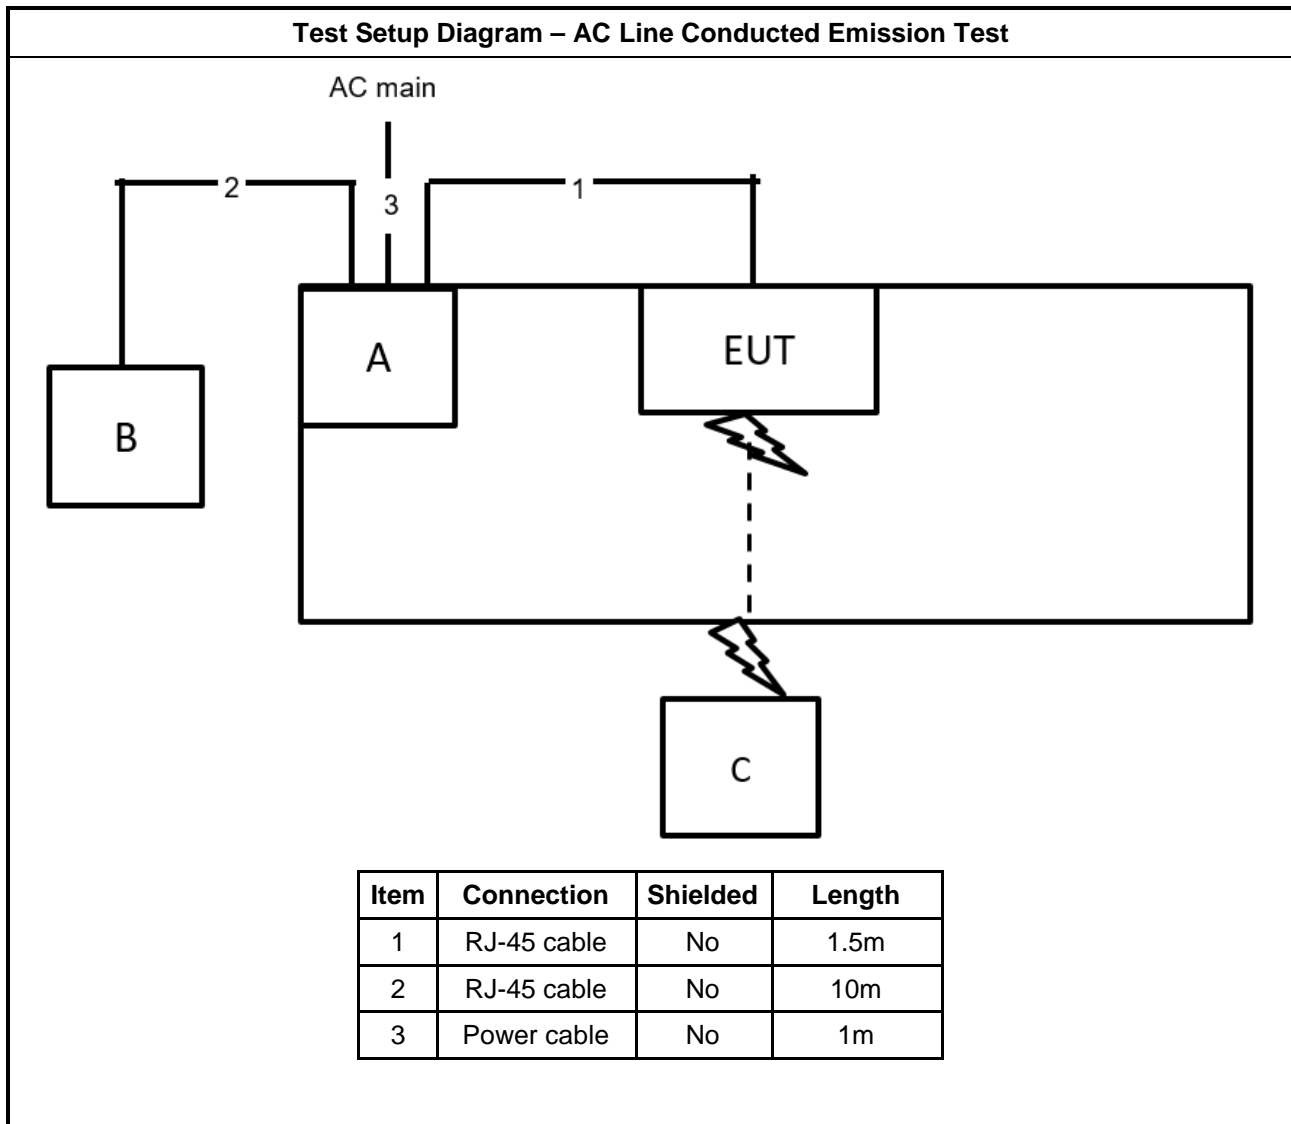 Test Setup Diagram – AC Line Conducted Emission Test
AC main
2
3
1
A
EUT
B
C
Item Connection Shielded Length
1 RJ-45 cable No 1.5m
2 RJ-45 cable No 10m
3 Power cable No 1m